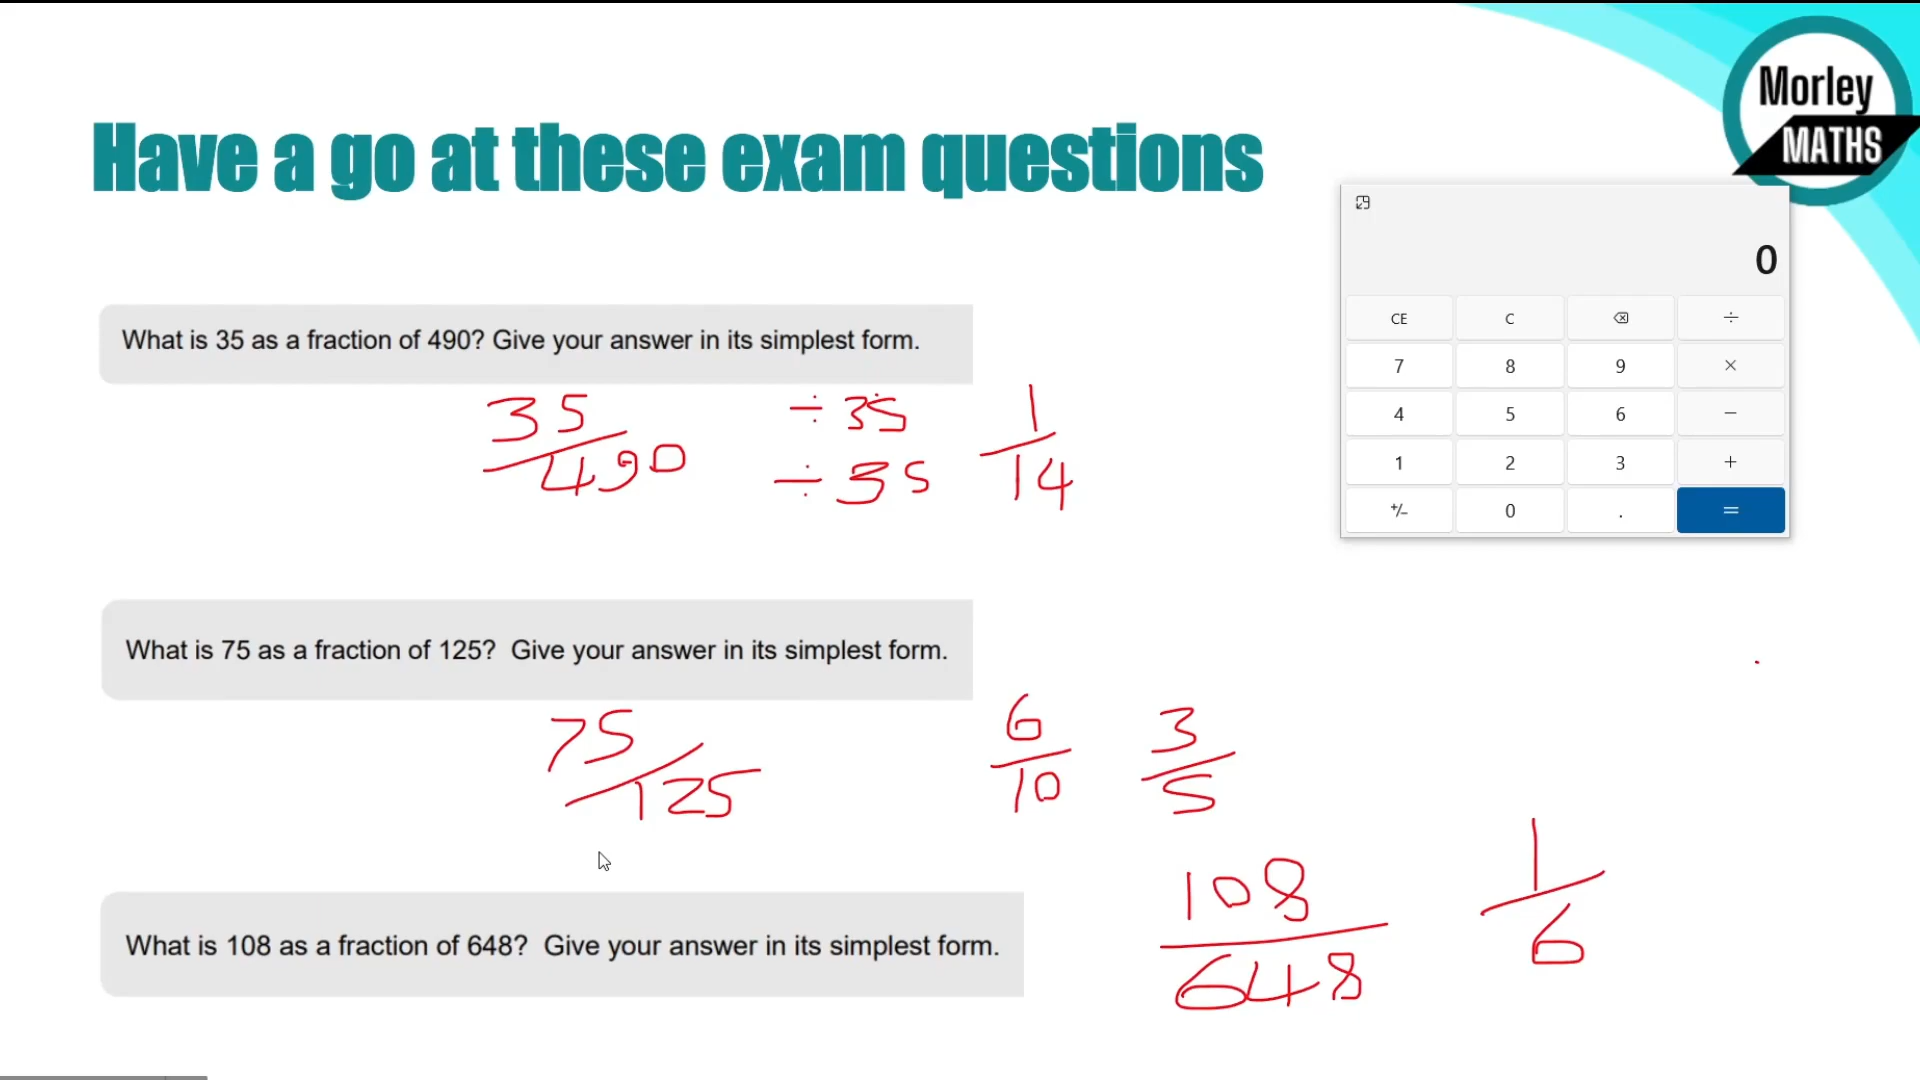 Morley
MATHS
Have a go at these exam questions
0
CE C ÷
What is 35 as a fraction of 490? Give your answer in its simplest form.
7 8 9 ×
4 5 6 −
1 2 3 +
+/− 0 . =
35 ÷ 35 1
490 ÷ 35 14
What is 75 as a fraction of 125? Give your answer in its simplest form.
75 6 3
125 10 5
What is 108 as a fraction of 648? Give your answer in its simplest form.
108 1
648 6